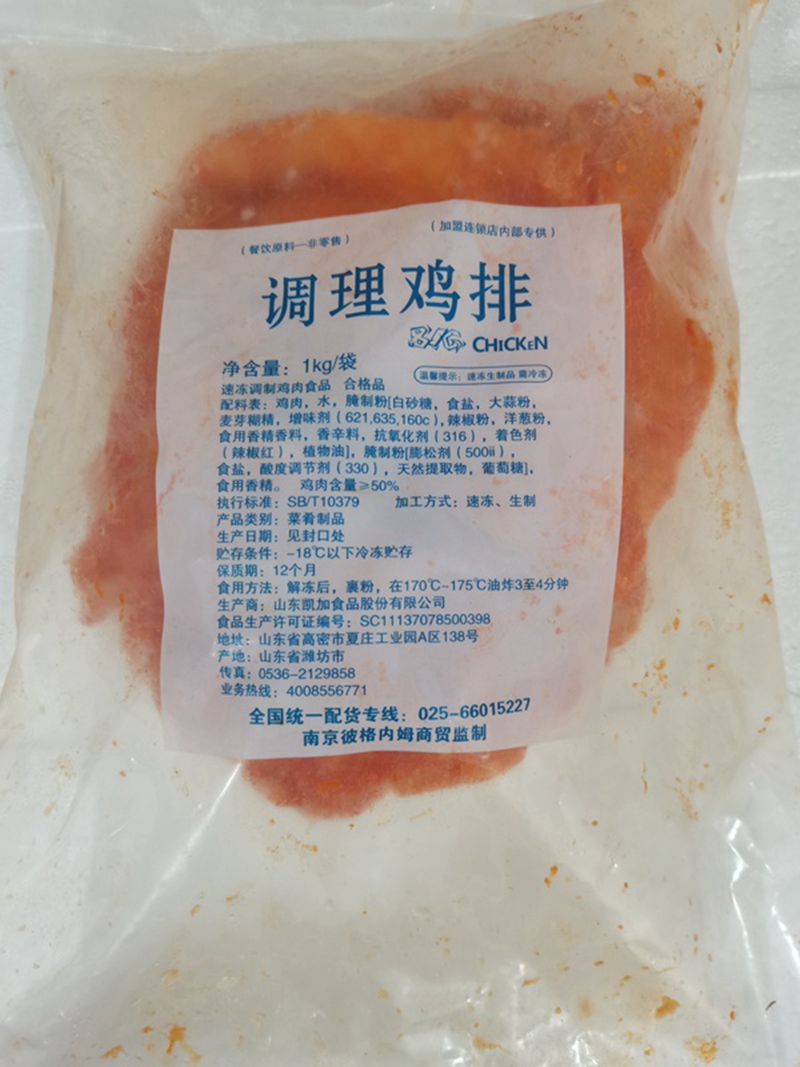 （餐饮原料—非零售）
（加盟连锁店内部专供）
调理鸡排
BIG CHICKEN
净含量：1kg/袋
温馨提示：速冻生制品 需冷冻
速冻调制鸡肉食品 合格品
配料表：鸡肉，水，腌制粉[白砂糖，食盐，大蒜粉，
麦芽糊精，增味剂（621,635,160c），辣椒粉，洋葱粉，
食用香精香料，香辛料，抗氧化剂（316），着色剂
（辣椒红），植物油]，腌制粉[膨松剂（500ii），
食盐，酸度调节剂（330），天然提取物，葡萄糖]，
食用香精。 鸡肉含量≥50%
执行标准：SB/T10379 加工方式：速冻、生制
产品类别：菜肴制品
生产日期：见封口处
贮存条件：-18℃以下冷冻贮存
保质期：12个月
食用方法：解冻后，裹粉，在170℃~175℃油炸3至4分钟
生产商：山东凯加食品股份有限公司
食品生产许可证编号：SC11137078500398
地址：山东省高密市夏庄工业园A区138号
产地：山东省潍坊市
传真：0536-2129858
业务热线：4008556771
全国统一配货专线：025-66015227
南京彼格内姆商贸监制